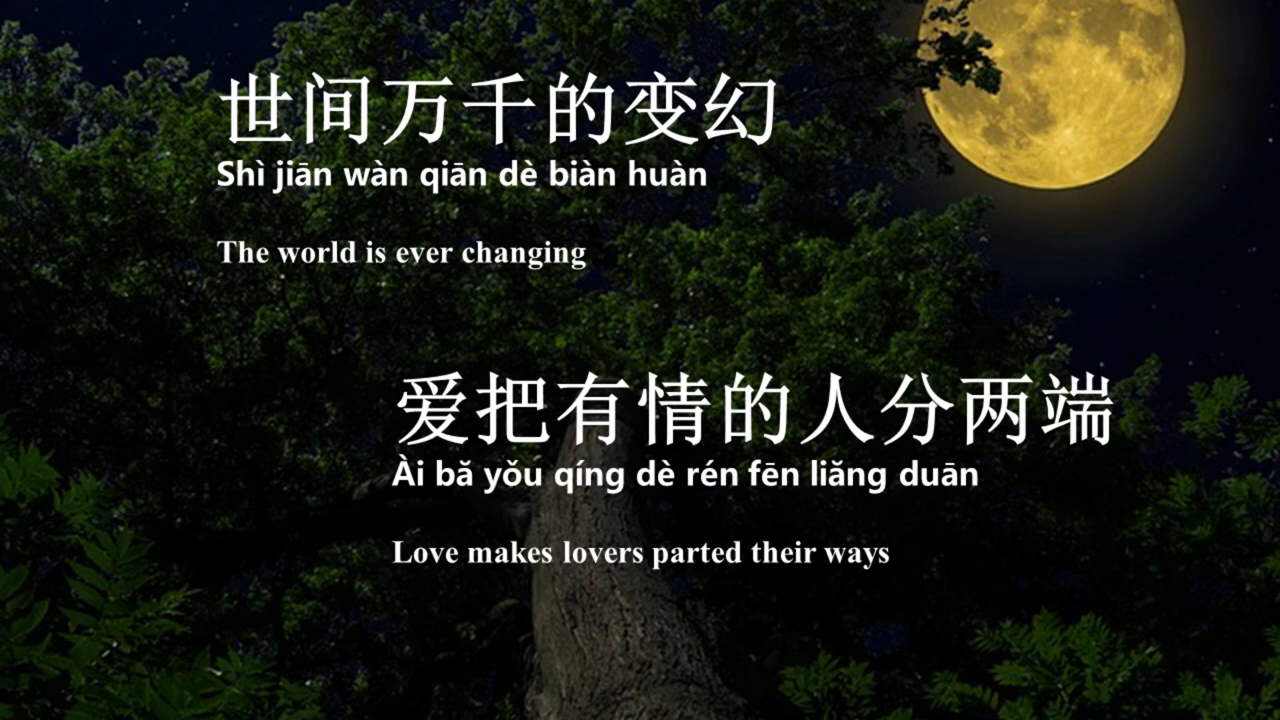 世间万千的变幻
Shì jiān wàn qiān dè biàn huàn
The world is ever changing
爱把有情的人分两端
Ài bǎ yǒu qíng dè rén fēn liǎng duān
Love makes lovers parted their ways